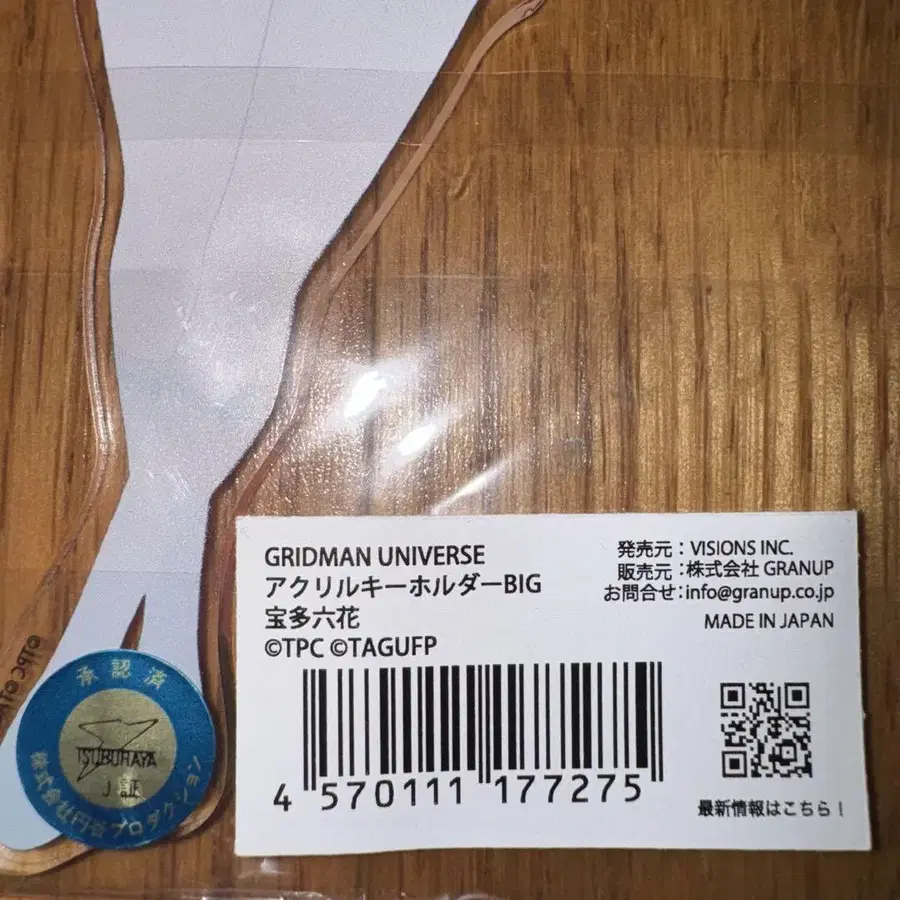 GRIDMAN UNIVERSE
アクリルキーホルダーBIG
宝多六花
©TPC ©TAGUFP
発売元：VISIONS INC.
販売元：株式会社 GRANUP
お問合せ：info@granup.co.jp
MADE IN JAPAN
4 570111 177275
最新情報はこちら！
©TPC
承認済
TSUBURAYA
J 証
株式会社円谷プロダクション